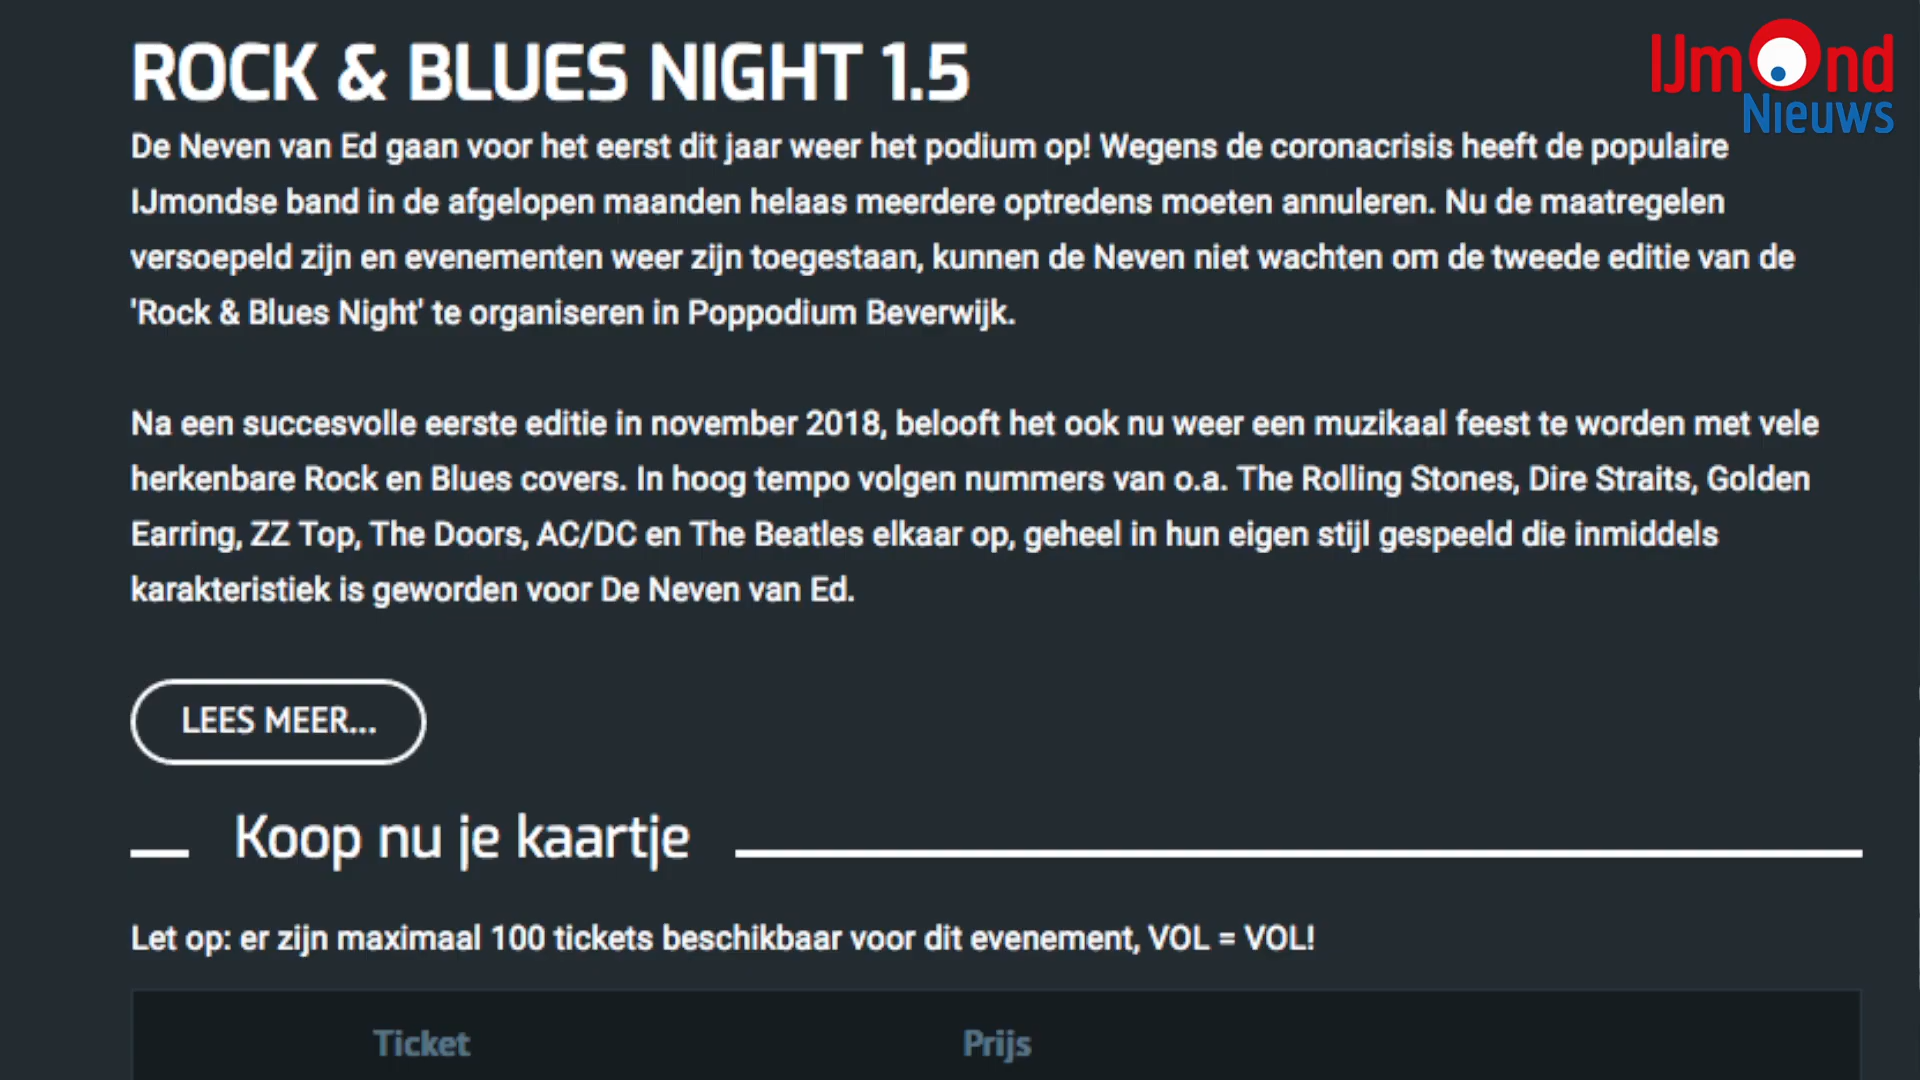 ROCK & BLUES NIGHT 1.5
IJmond
Nieuws
De Neven van Ed gaan voor het eerst dit jaar weer het podium op! Wegens de coronacrisis heeft de populaire
IJmondse band in de afgelopen maanden helaas meerdere optredens moeten annuleren. Nu de maatregelen
versoepeld zijn en evenementen weer zijn toegestaan, kunnen de Neven niet wachten om de tweede editie van de
'Rock & Blues Night' te organiseren in Poppodium Beverwijk.
Na een succesvolle eerste editie in november 2018, belooft het ook nu weer een muzikaal feest te worden met vele
herkenbare Rock en Blues covers. In hoog tempo volgen nummers van o.a. The Rolling Stones, Dire Straits, Golden
Earring, ZZ Top, The Doors, AC/DC en The Beatles elkaar op, geheel in hun eigen stijl gespeeld die inmiddels
karakteristiek is geworden voor De Neven van Ed.
LEES MEER...
Koop nu je kaartje
Let op: er zijn maximaal 100 tickets beschikbaar voor dit evenement, VOL = VOL!
Ticket Prijs